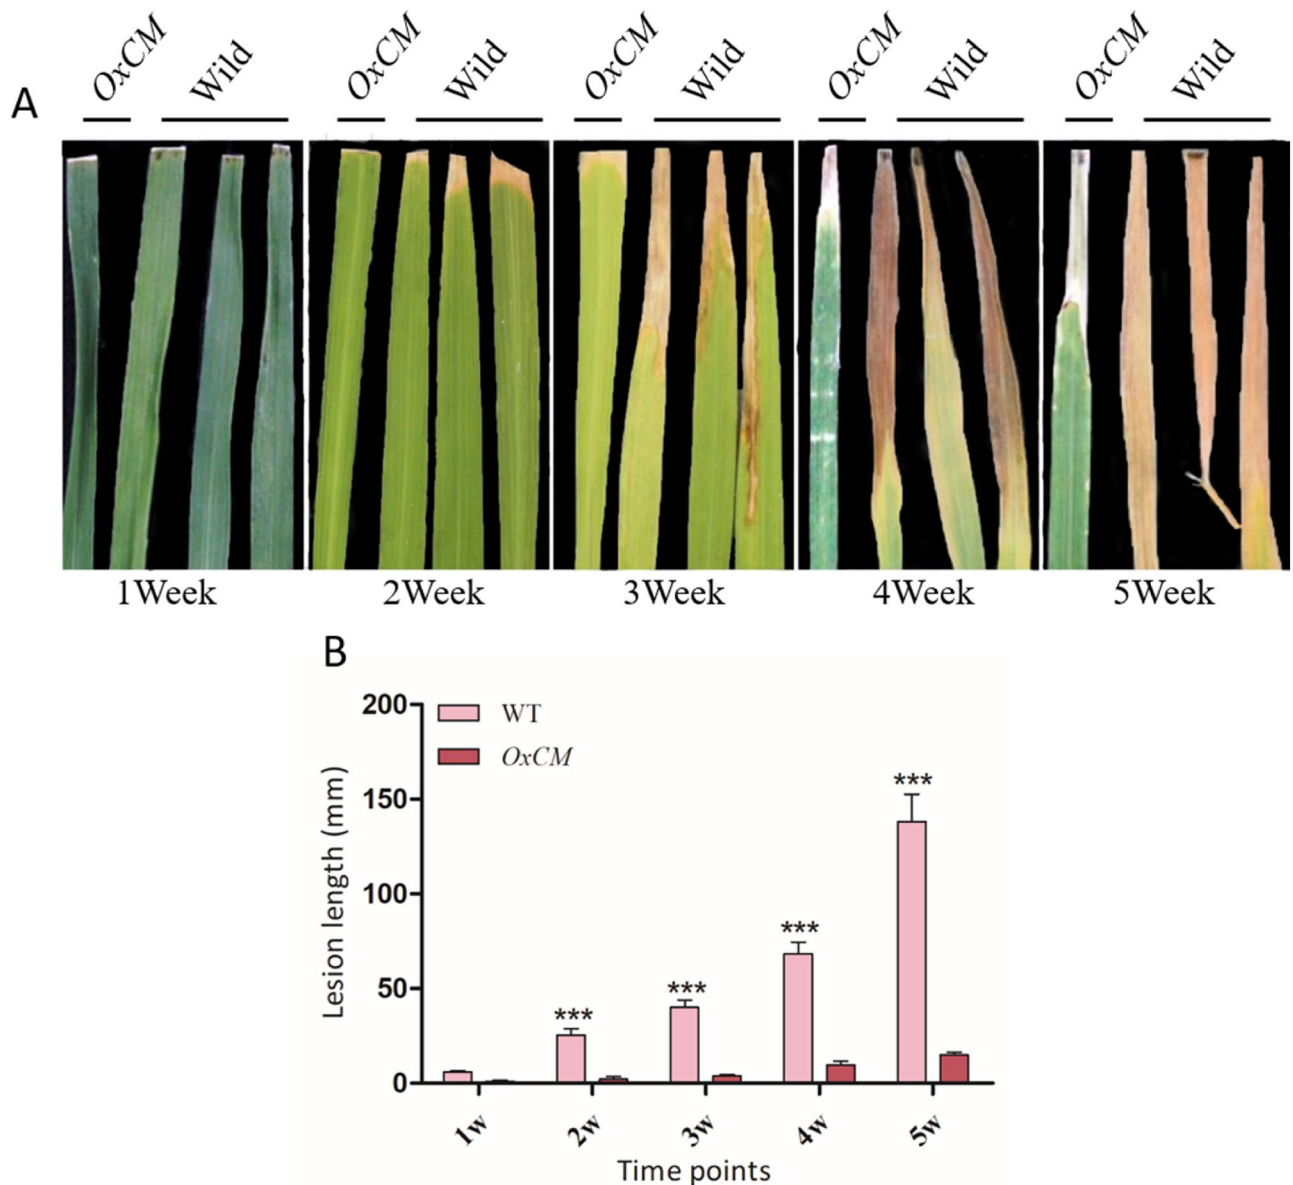 A
OxCM Wild OxCM Wild OxCM Wild OxCM Wild OxCM Wild
1Week 2Week 3Week 4Week 5Week
B
200
150
100
50
0
Lesion length (mm)
WT
OxCM
***
***
***
***
1w 2w 3w 4w 5w
Time points